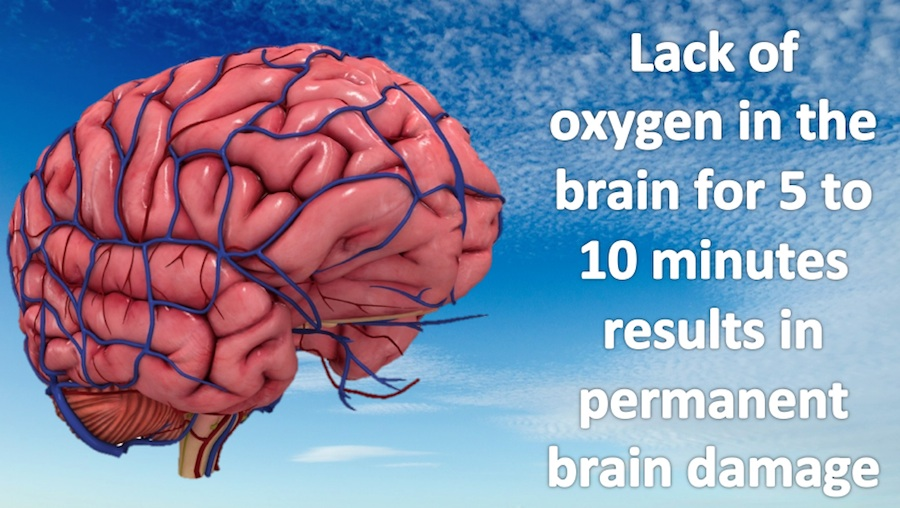 Lack of
oxygen in the
brain for 5 to
10 minutes
results in
permanent
brain damage